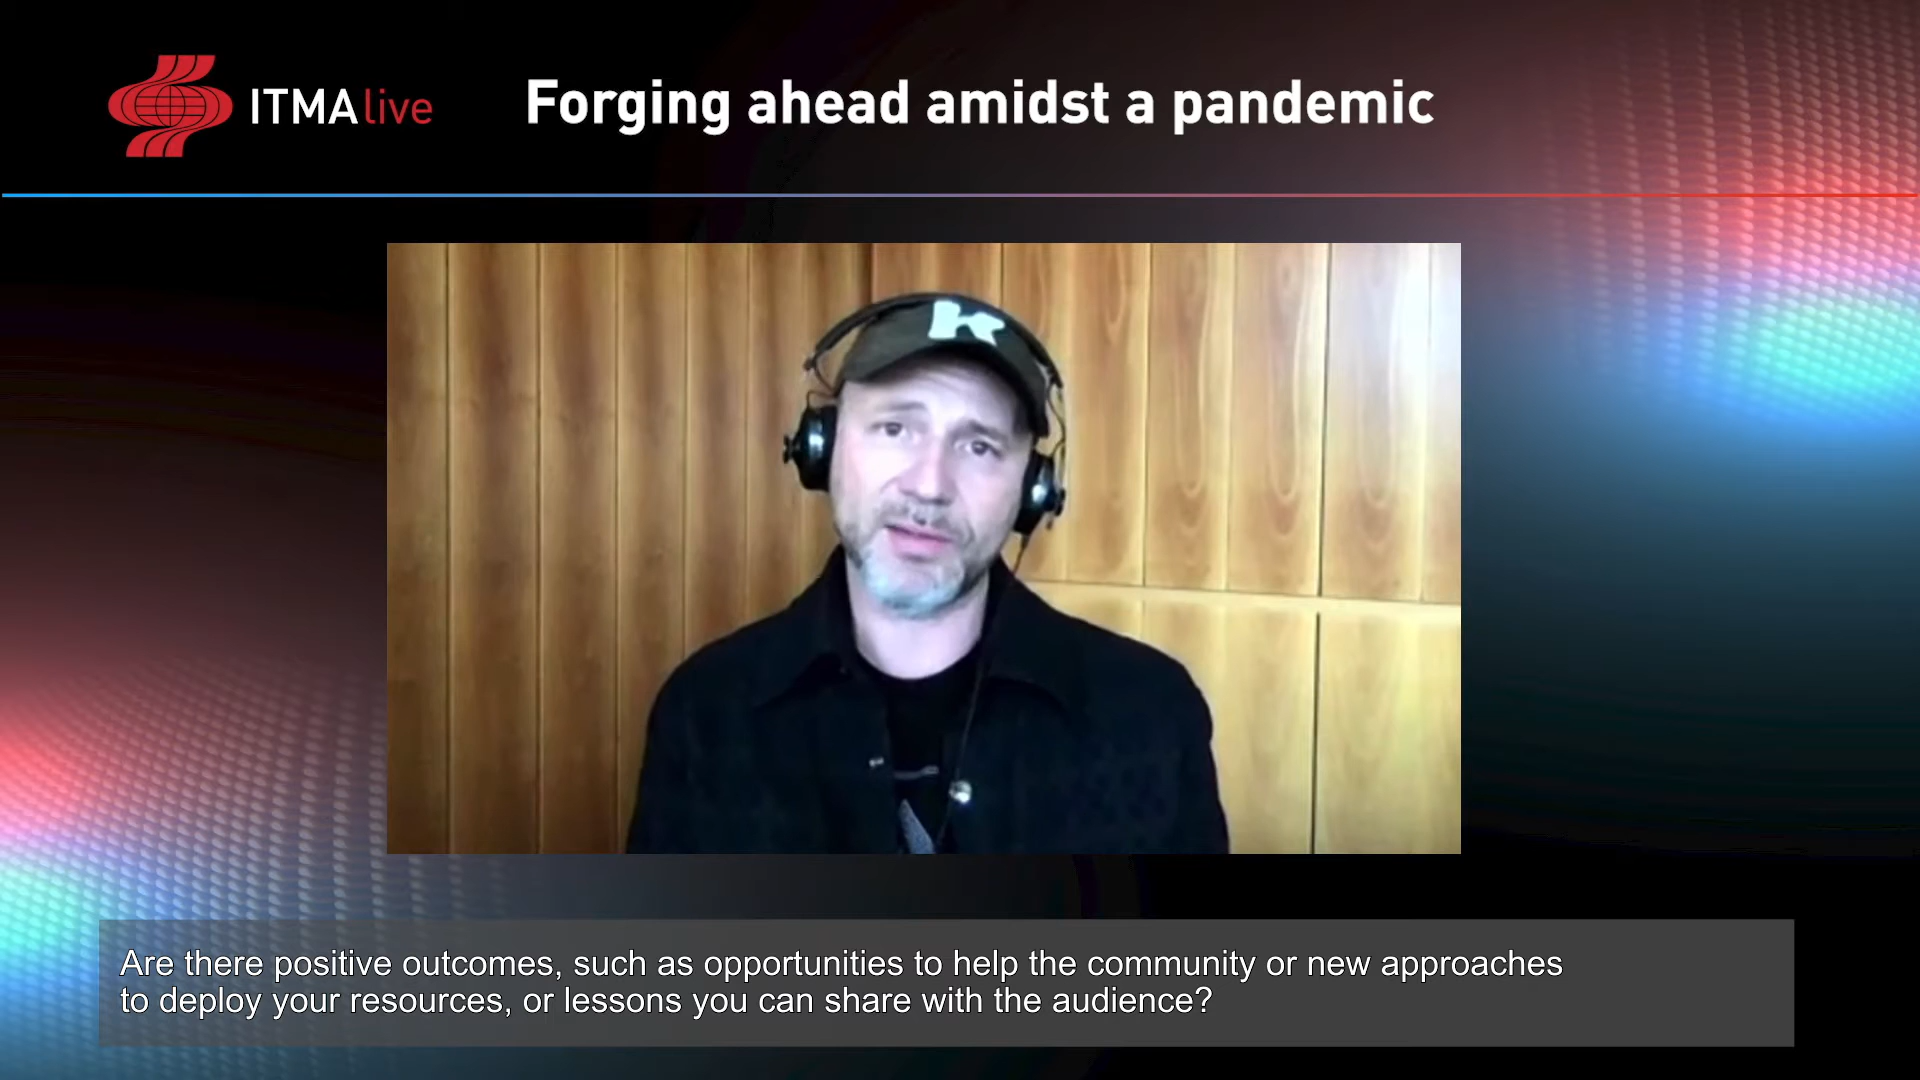 ITMAlive
Forging ahead amidst a pandemic
K
Are there positive outcomes, such as opportunities to help the community or new approaches
to deploy your resources, or lessons you can share with the audience?